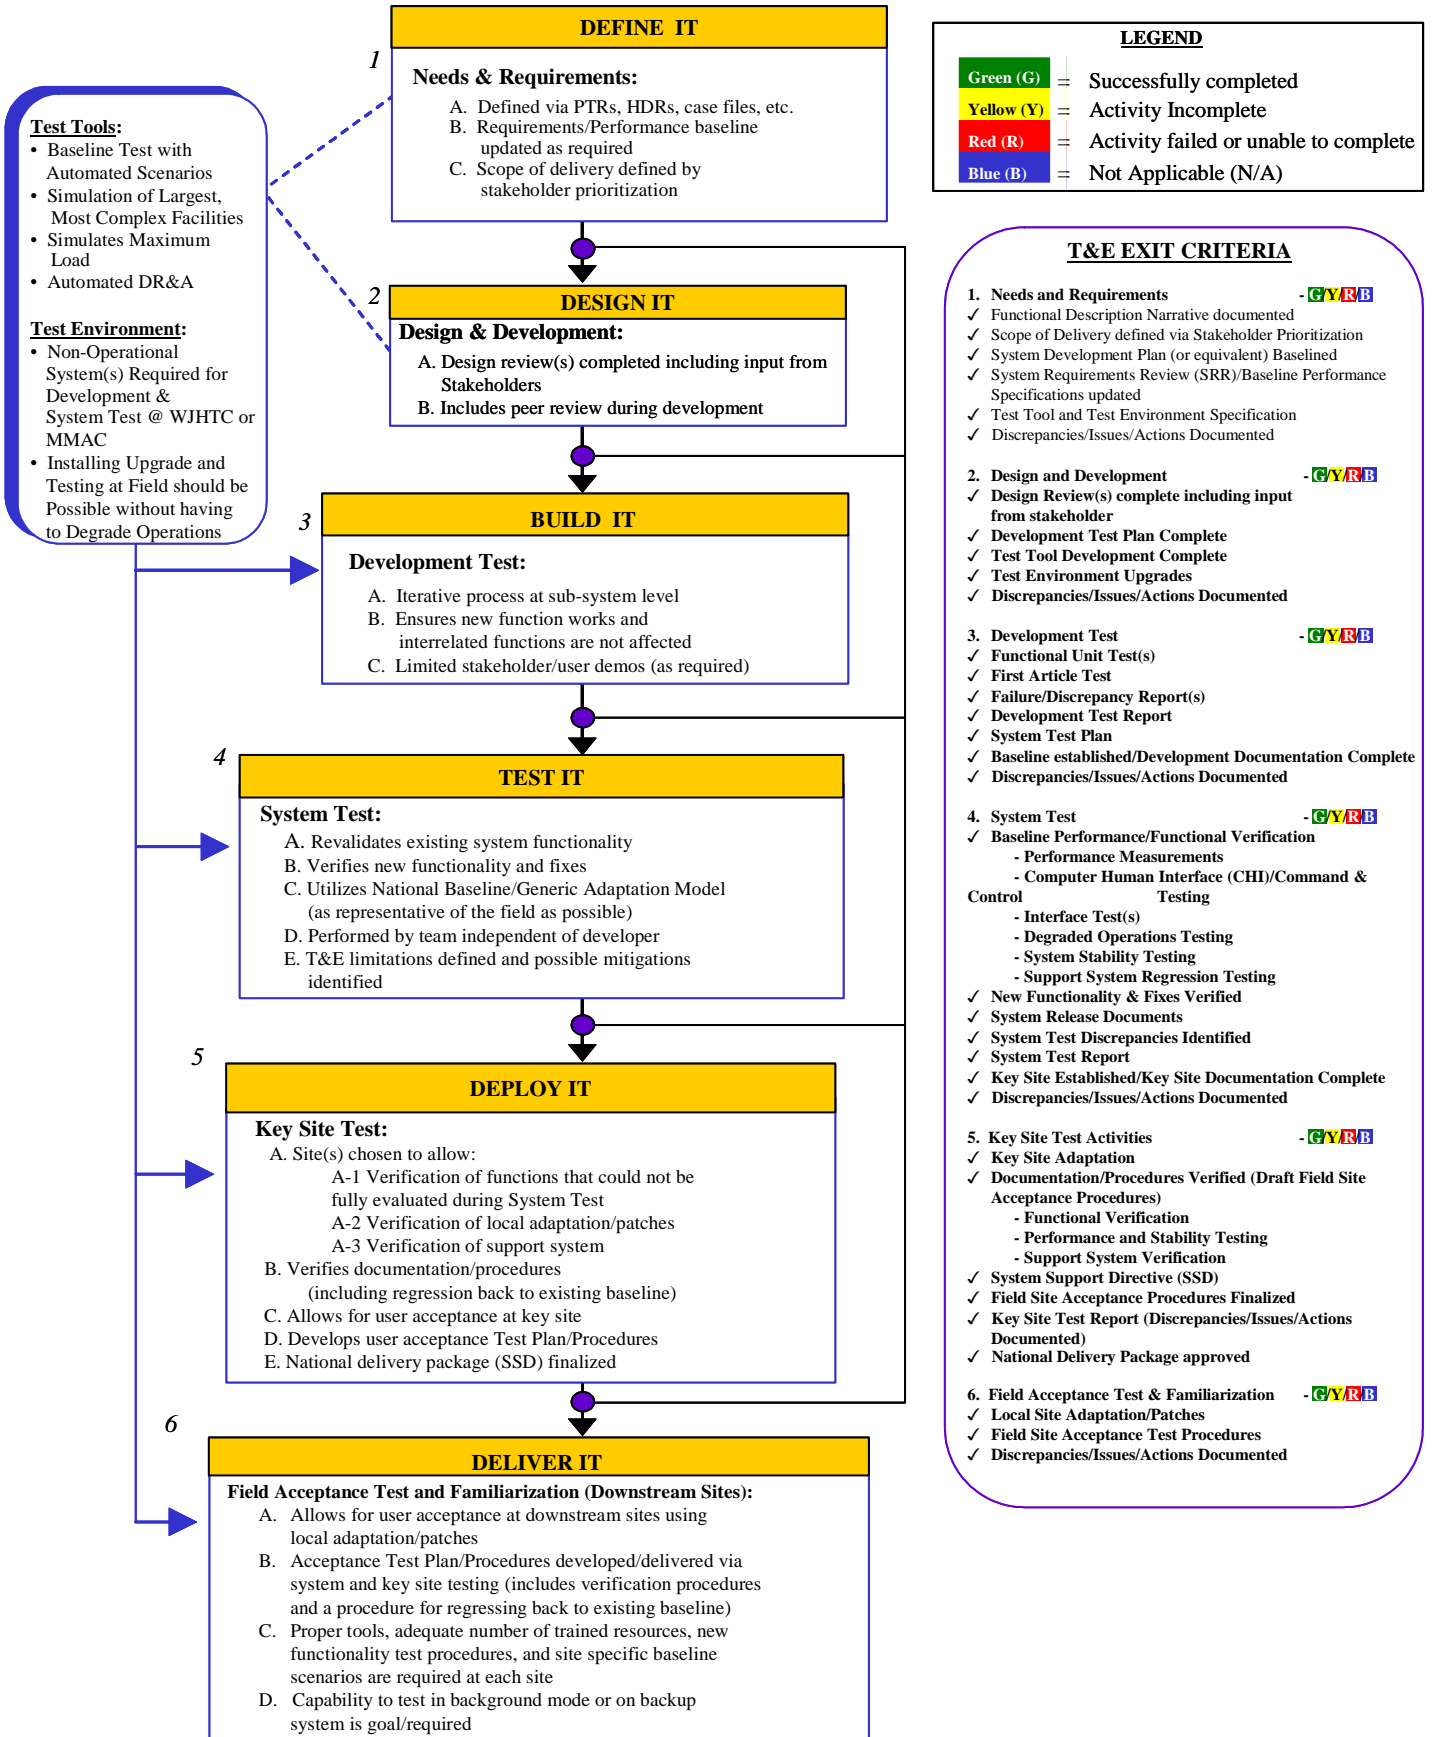 DEFINE IT
1
Needs & Requirements:
A. Defined via PTRs, HDRs, case files, etc.
B. Requirements/Performance baseline
updated as required
C. Scope of delivery defined by
stakeholder prioritization
Test Tools:
• Baseline Test with
Automated Scenarios
• Simulation of Largest,
Most Complex Facilities
• Simulates Maximum
Load
• Automated DR&A
Test Environment:
• Non-Operational
System(s) Required for
Development &
System Test @ WJHTC or
MMAC
• Installing Upgrade and
Testing at Field should be
Possible without having
to Degrade Operations
2
DESIGN IT
Design & Development:
A. Design review(s) completed including input from
Stakeholders
B. Includes peer review during development
3
BUILD IT
Development Test:
A. Iterative process at sub-system level
B. Ensures new function works and
interrelated functions are not affected
C. Limited stakeholder/user demos (as required)
4
TEST IT
System Test:
A. Revalidates existing system functionality
B. Verifies new functionality and fixes
C. Utilizes National Baseline/Generic Adaptation Model
(as representative of the field as possible)
D. Performed by team independent of developer
E. T&E limitations defined and possible mitigations
identified
5
DEPLOY IT
Key Site Test:
A. Site(s) chosen to allow:
A-1 Verification of functions that could not be
fully evaluated during System Test
A-2 Verification of local adaptation/patches
A-3 Verification of support system
B. Verifies documentation/procedures
(including regression back to existing baseline)
C. Allows for user acceptance at key site
D. Develops user acceptance Test Plan/Procedures
E. National delivery package (SSD) finalized
6
DELIVER IT
Field Acceptance Test and Familiarization (Downstream Sites):
A. Allows for user acceptance at downstream sites using
local adaptation/patches
B. Acceptance Test Plan/Procedures developed/delivered via
system and key site testing (includes verification procedures
and a procedure for regressing back to existing baseline)
C. Proper tools, adequate number of trained resources, new
functionality test procedures, and site specific baseline
scenarios are required at each site
D. Capability to test in background mode or on backup
system is goal/required
LEGEND
Green (G) = Successfully completed
Yellow (Y) = Activity Incomplete
Red (R) = Activity failed or unable to complete
Blue (B) = Not Applicable (N/A)
T&E EXIT CRITERIA
1. Needs and Requirements - G/Y/R/B
✓ Functional Description Narrative documented
✓ Scope of Delivery defined via Stakeholder Prioritization
✓ System Development Plan (or equivalent) Baselined
✓ System Requirements Review (SRR)/Baseline Performance
Specifications updated
✓ Test Tool and Test Environment Specification
✓ Discrepancies/Issues/Actions Documented
2. Design and Development - G/Y/R/B
✓ Design Review(s) complete including input
from stakeholder
✓ Development Test Plan Complete
✓ Test Tool Development Complete
✓ Test Environment Upgrades
✓ Discrepancies/Issues/Actions Documented
3. Development Test - G/Y/R/B
✓ Functional Unit Test(s)
✓ First Article Test
✓ Failure/Discrepancy Report(s)
✓ Development Test Report
✓ System Test Plan
✓ Baseline established/Development Documentation Complete
✓ Discrepancies/Issues/Actions Documented
4. System Test - G/Y/R/B
✓ Baseline Performance/Functional Verification
- Performance Measurements
- Computer Human Interface (CHI)/Command &
Control Testing
- Interface Test(s)
- Degraded Operations Testing
- System Stability Testing
- Support System Regression Testing
✓ New Functionality & Fixes Verified
✓ System Release Documents
✓ System Test Discrepancies Identified
✓ System Test Report
✓ Key Site Established/Key Site Documentation Complete
✓ Discrepancies/Issues/Actions Documented
5. Key Site Test Activities - G/Y/R/B
✓ Key Site Adaptation
✓ Documentation/Procedures Verified (Draft Field Site
Acceptance Procedures)
- Functional Verification
- Performance and Stability Testing
- Support System Verification
✓ System Support Directive (SSD)
✓ Field Site Acceptance Procedures Finalized
✓ Key Site Test Report (Discrepancies/Issues/Actions
Documented)
✓ National Delivery Package approved
6. Field Acceptance Test & Familiarization - G/Y/R/B
✓ Local Site Adaptation/Patches
✓ Field Site Acceptance Test Procedures
✓ Discrepancies/Issues/Actions Documented